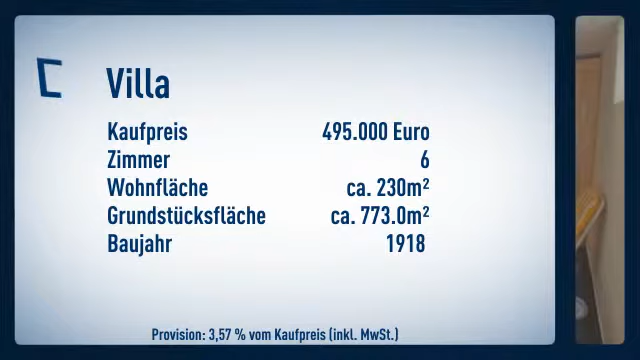 Villa
Kaufpreis 495.000 Euro
Zimmer 6
Wohnfläche ca. 230m²
Grundstücksfläche ca. 773.0m²
Baujahr 1918
Provision: 3,57 % vom Kaufpreis (inkl. MwSt.)